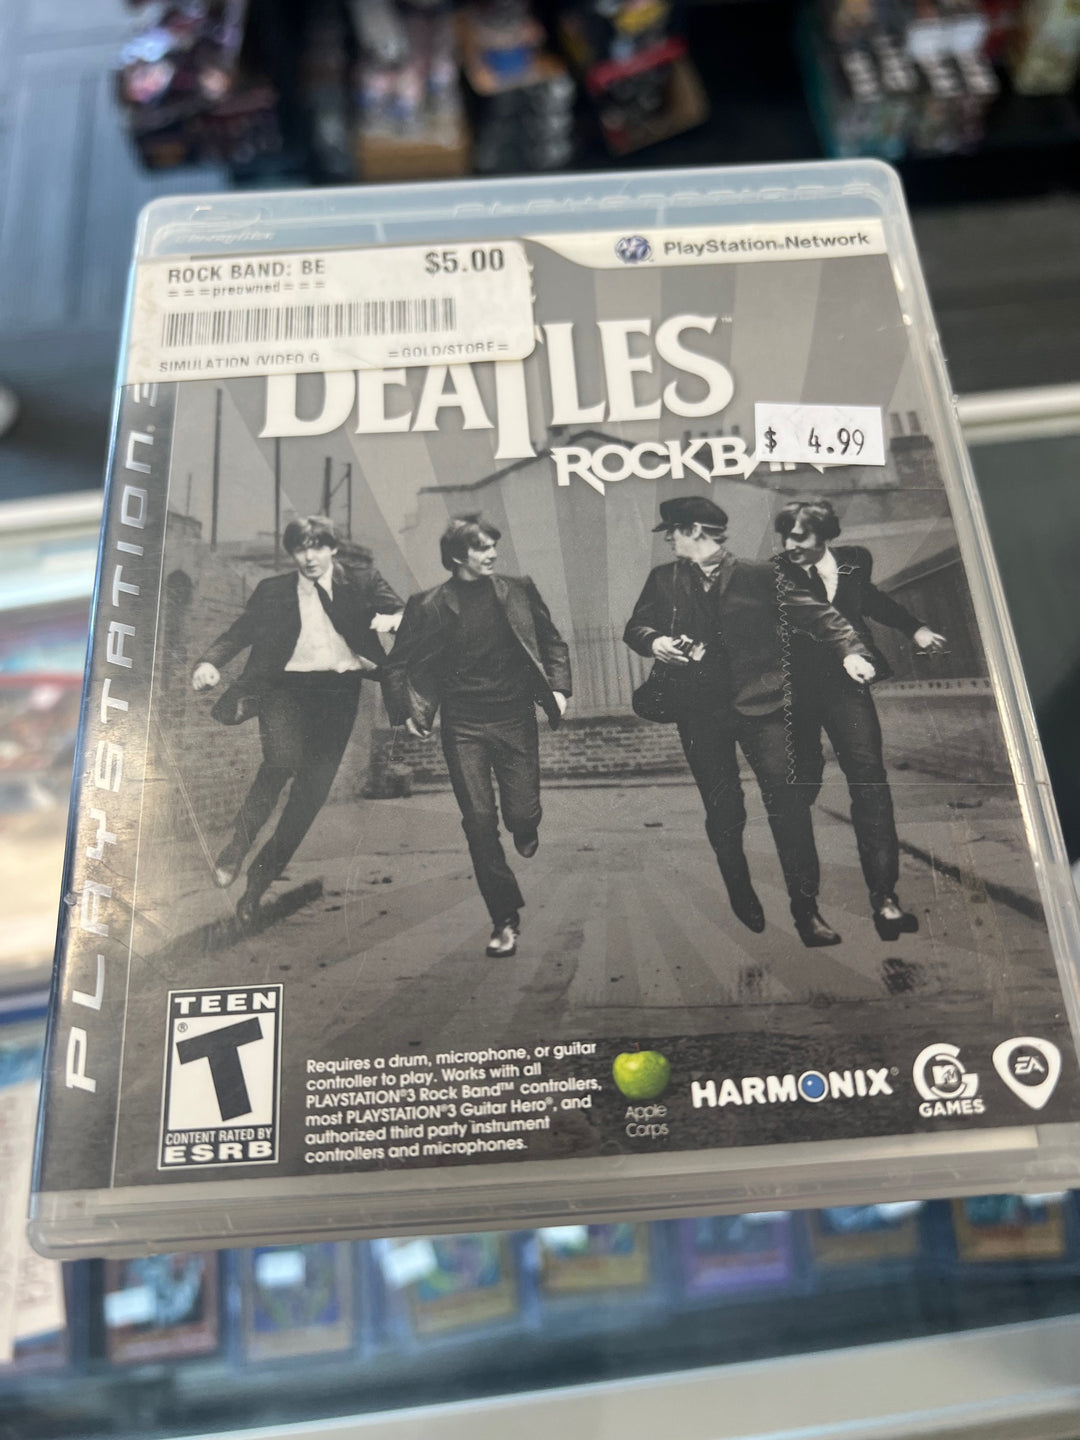 PlayStation®Network
ROCK BAND: BE $5.00
= = =preowned= = =
SIMULATION /VIDEO G =GOLD/STORE=
BEATLES™
ROCKBA
$ 4.99
PLAYSTATION. 3
TEEN
T
®
CONTENT RATED BY
ESRB
Requires a drum, microphone, or guitar
controller to play. Works with all
PLAYSTATION®3 Rock Band™ controllers,
most PLAYSTATION®3 Guitar Hero®, and
authorized third party instrument
controllers and microphones.
Apple
Corps
HARMONIX®
MTV
GAMES
EA